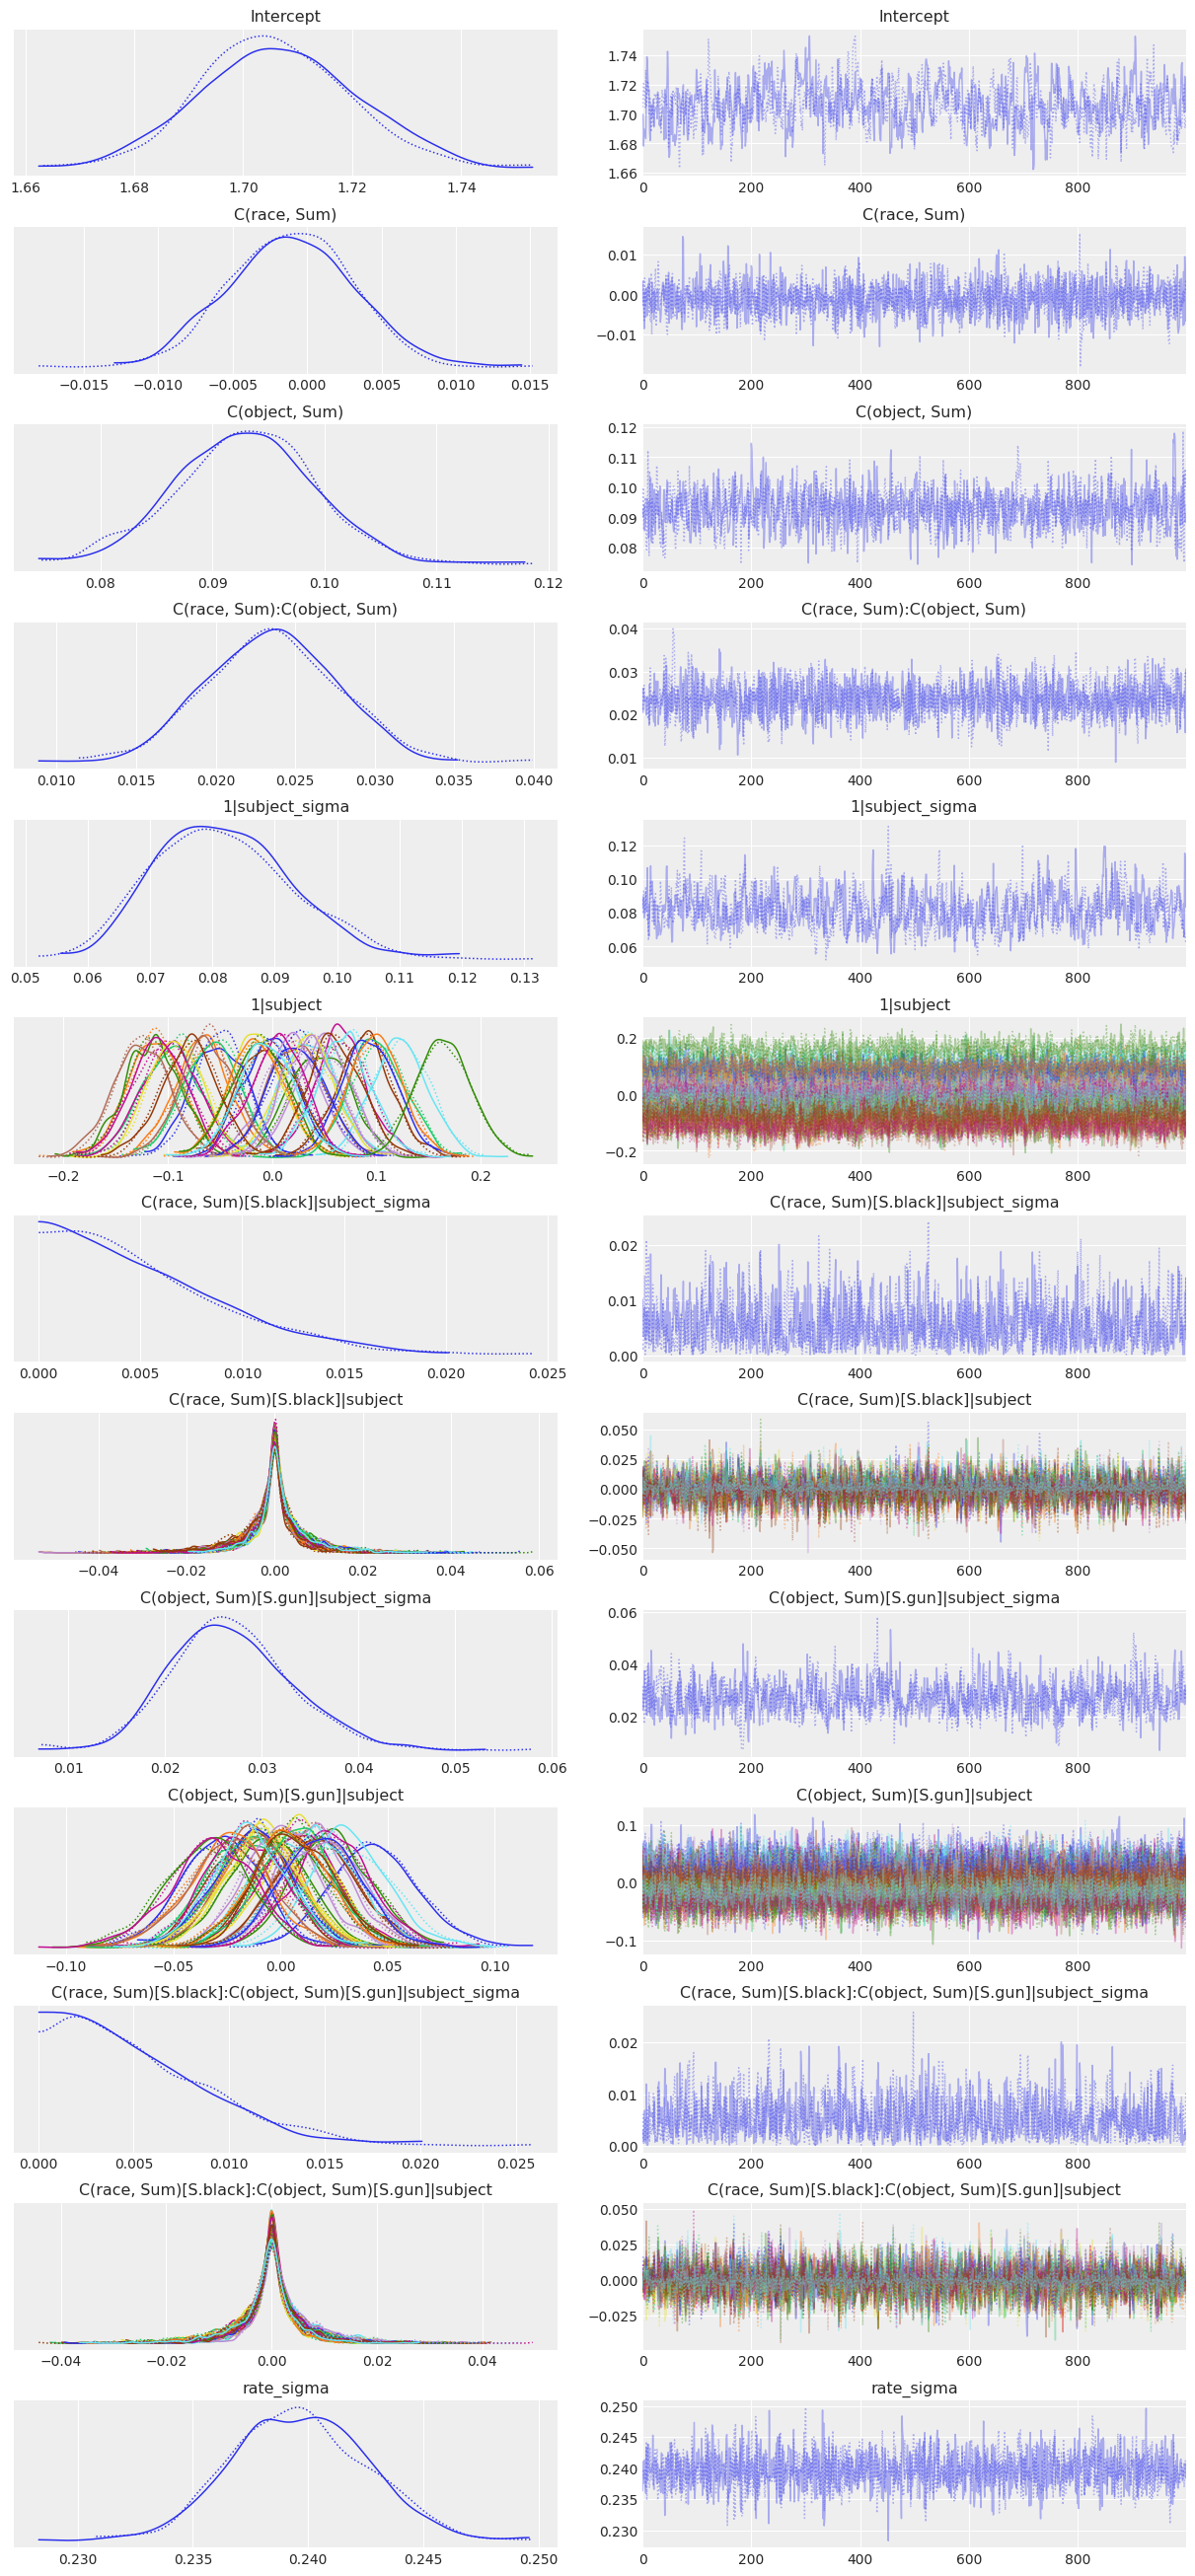 Intercept
Intercept
1.66 1.68 1.70 1.72 1.74
1.74
1.72
1.70
1.68
1.66
0 200 400 600 800
C(race, Sum)
C(race, Sum)
−0.015 −0.010 −0.005 0.000 0.005 0.010 0.015
0.01
0.00
−0.01
0 200 400 600 800
C(object, Sum)
C(object, Sum)
0.08 0.09 0.10 0.11 0.12
0.12
0.11
0.10
0.09
0.08
0 200 400 600 800
C(race, Sum):C(object, Sum)
C(race, Sum):C(object, Sum)
0.010 0.015 0.020 0.025 0.030 0.035 0.040
0.04
0.03
0.02
0.01
0 200 400 600 800
1|subject_sigma
1|subject_sigma
0.05 0.06 0.07 0.08 0.09 0.10 0.11 0.12 0.13
0.12
0.10
0.08
0.06
0 200 400 600 800
1|subject
1|subject
−0.2 −0.1 0.0 0.1 0.2
0.2
0.0
−0.2
0 200 400 600 800
C(race, Sum)[S.black]|subject_sigma
C(race, Sum)[S.black]|subject_sigma
0.000 0.005 0.010 0.015 0.020 0.025
0.02
0.01
0.00
0 200 400 600 800
C(race, Sum)[S.black]|subject
C(race, Sum)[S.black]|subject
−0.04 −0.02 0.00 0.02 0.04 0.06
0.050
0.025
0.000
−0.025
−0.050
0 200 400 600 800
C(object, Sum)[S.gun]|subject_sigma
C(object, Sum)[S.gun]|subject_sigma
0.01 0.02 0.03 0.04 0.05 0.06
0.06
0.04
0.02
0 200 400 600 800
C(object, Sum)[S.gun]|subject
C(object, Sum)[S.gun]|subject
−0.10 −0.05 0.00 0.05 0.10
0.1
0.0
−0.1
0 200 400 600 800
C(race, Sum)[S.black]:C(object, Sum)[S.gun]|subject_sigma
C(race, Sum)[S.black]:C(object, Sum)[S.gun]|subject_sigma
0.000 0.005 0.010 0.015 0.020 0.025
0.02
0.01
0.00
0 200 400 600 800
C(race, Sum)[S.black]:C(object, Sum)[S.gun]|subject
C(race, Sum)[S.black]:C(object, Sum)[S.gun]|subject
−0.04 −0.02 0.00 0.02 0.04
0.050
0.025
0.000
−0.025
0 200 400 600 800
rate_sigma
rate_sigma
0.230 0.235 0.240 0.245 0.250
0.250
0.245
0.240
0.235
0.230
0 200 400 600 800